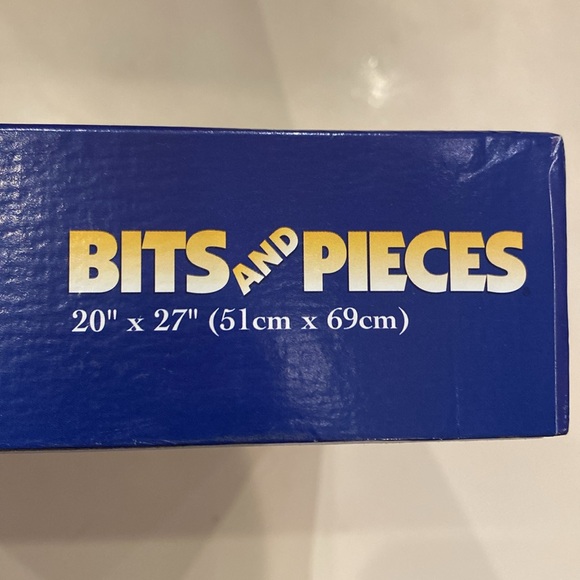 BITS AND PIECES
20" x 27" (51cm x 69cm)